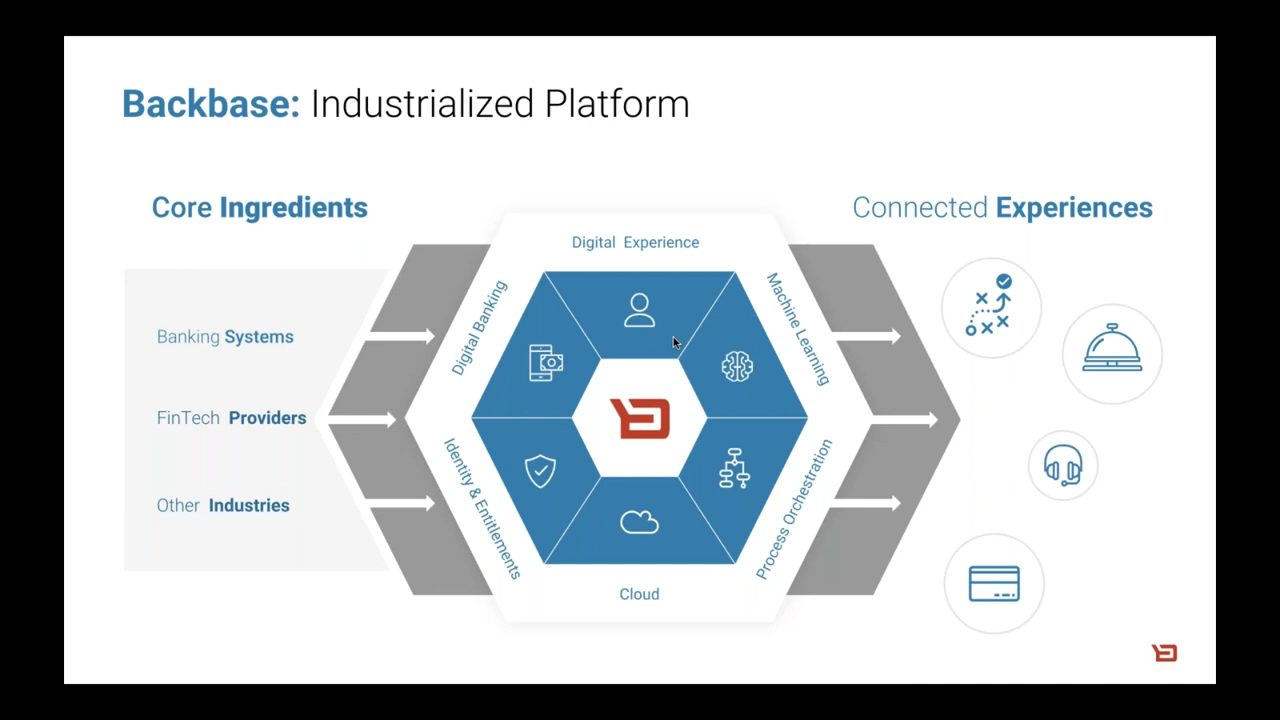 Backbase: Industrialized Platform
Core Ingredients
Connected Experiences
Banking Systems
FinTech Providers
Other Industries
Digital Experience
Digital Banking
Machine Learning
Identity & Entitlements
Process Orchestration
Cloud